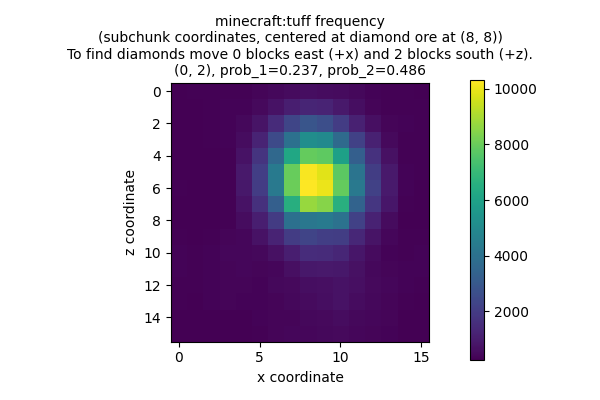 minecraft:tuff frequency
(subchunk coordinates, centered at diamond ore at (8, 8))
To find diamonds move 0 blocks east (+x) and 2 blocks south (+z).
(0, 2), prob_1=0.237, prob_2=0.486
0
2
4
6
8
10
12
14
z coordinate
0
5
10
15
x coordinate
10000
8000
6000
4000
2000